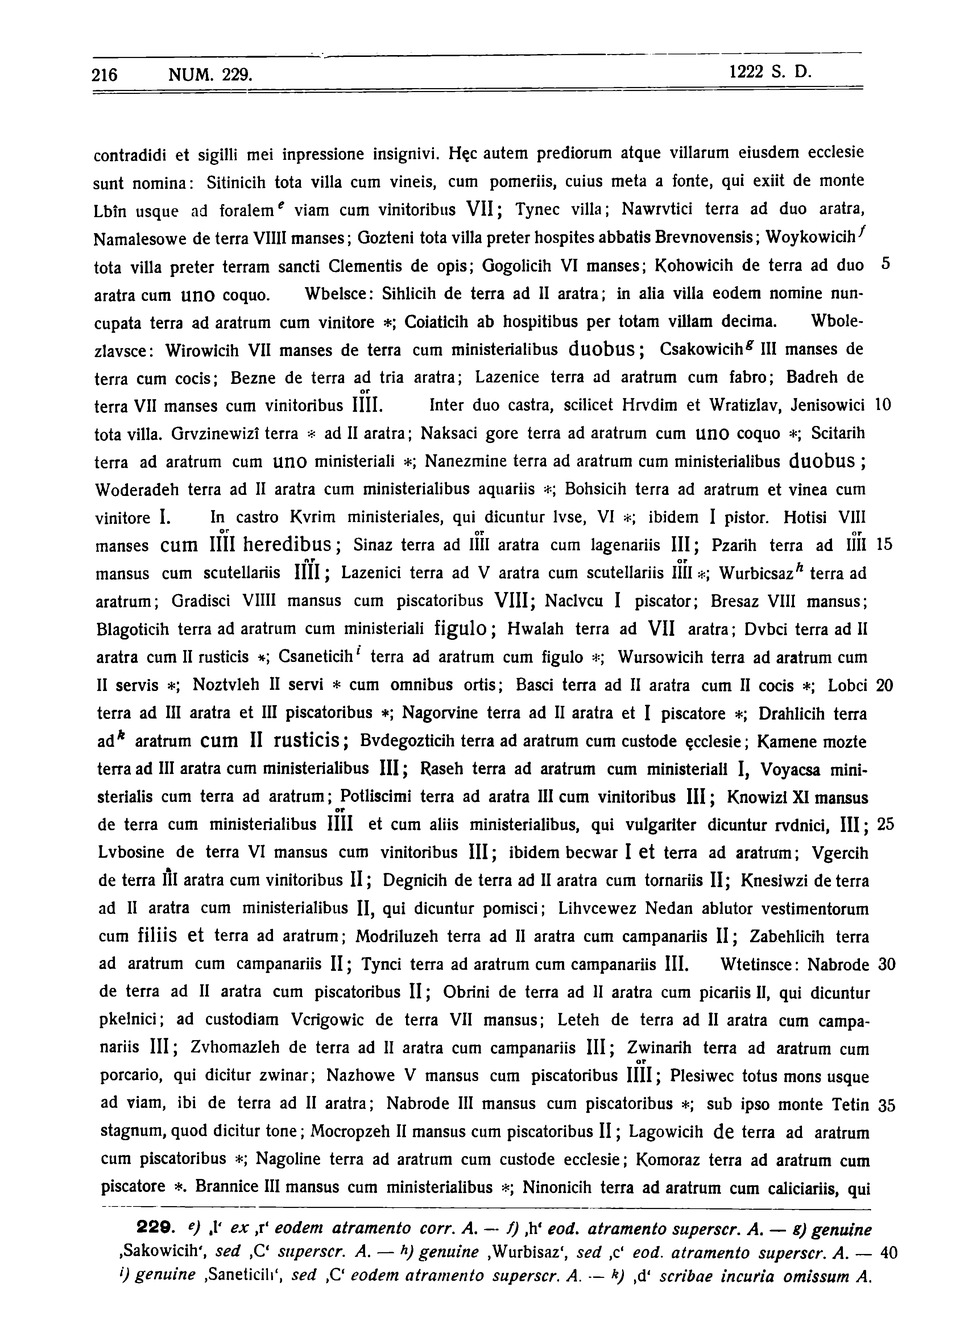 216 NUM. 229. 1222 S. D.
contradidi et sigilli mei inpressione insignivi. Hęc autem prediorum atque villarum eiusdem ecclesie
sunt nomina: Sitinicih tota villa cum vineis, cum pomeriis, cuius meta a fonte, qui exiit de monte
Lbin usque ad foralem e viam cum vinitoribus VII; Tynec villa; Nawrvtici terra ad duo aratra,
Namalesowe de terra VIIII manses; Gozteni tota villa preter hospites abbatis Brevnovensis; Woykowicih f
tota villa preter terram sancti Clementis de opis; Gogolicih VI manses; Kohowicih de terra ad duo 5
aratra cum uno coquo. Wbelsce: Sihlicih de terra ad II aratra; in alia villa eodem nomine nun-
cupata terra ad aratrum cum vinitore *; Coiaticih ab hospitibus per totam villam decima. Wbole-
zlavsce: Wirowicih VII manses de terra cum ministerialibus duobus; Csakowicih g III manses de
terra cum cocis; Bezne de terra ad tria aratra; Lazenice terra ad aratrum cum fabro; Badreh de
terra VII manses cum vinitoribus IIII or. Inter duo castra, scilicet Hrvdim et Wratizlav, Jenisowici 10
tota villa. Grvzinewizî terra * ad II aratra; Naksaci gore terra ad aratrum cum uno coquo *; Scitarih
terra ad aratrum cum uno ministeriali *; Nanezmine terra ad aratrum cum ministerialibus duobus;
Woderadeh terra ad II aratra cum ministerialibus aquariis *; Bohsicih terra ad aratrum et vinea cum
vinitore I. In castro Kvrim ministeriales, qui dicuntur lvse, VI *; ibidem I pistor. Hotisi VIII
manses cum IIII or heredibus; Sinaz terra ad IIII or aratra cum lagenariis III; Pzarih terra ad IIII or 15
mansus cum scutellariis IIII or; Lazenici terra ad V aratra cum scutellariis IIII or *; Wurbicsaz h terra ad
aratrum; Gradisci VIIII mansus cum piscatoribus VIII; Naclvcu I piscator; Bresaz VIII mansus;
Blagoticih terra ad aratrum cum ministeriali figulo; Hwalah terra ad VII aratra; Dvbci terra ad II
aratra cum II rusticis *; Csaneticih i terra ad aratrum cum figulo *; Wursowicih terra ad aratrum cum
II servis *; Noztvleh II servi * cum omnibus ortis; Basci terra ad II aratra cum II cocis *; Lobci 20
terra ad III aratra et III piscatoribus *; Nagorvine terra ad II aratra et I piscatore *; Drahlicih terra
ad k aratrum cum II rusticis; Bvdegozticih terra ad aratrum cum custode ęcclesie; Kamene mozte
terra ad III aratra cum ministerialibus III; Raseh terra ad aratrum cum ministeriali I, Voyacsa mini-
sterialis cum terra ad aratrum; Potliscimi terra ad aratra III cum vinitoribus III; Knowizi XI mansus
de terra cum ministerialibus IIII or et cum aliis ministerialibus, qui vulgariter dicuntur rvdnici, III; 25
Lvbosine de terra VI mansus cum vinitoribus III; ibidem becwar I et terra ad aratrum; Vgercih
de terra III aratra cum vinitoribus II; Degnicih de terra ad II aratra cum tornariis II; Knesiwzi de terra
ad II aratra cum ministerialibus II, qui dicuntur pomisci; Lihvcewez Nedan ablutor vestimentorum
cum filiis et terra ad aratrum; Modriluzeh terra ad II aratra cum campanariis II; Zabehlicih terra
ad aratrum cum campanariis II; Tynci terra ad aratrum cum campanariis III. Wtetinsce: Nabrode 30
de terra ad II aratra cum piscatoribus II; Obrini de terra ad II aratra cum picariis II, qui dicuntur
pkelnici; ad custodiam Vcrigowic de terra VII mansus; Leteh de terra ad II aratra cum campa-
nariis III; Zvhomazleh de terra ad II aratra cum campanariis III; Zwinarih terra ad aratrum cum
porcario, qui dicitur zwinar; Nazhowe V mansus cum piscatoribus IIII or; Plesiwec totus mons usque
ad viam, ibi de terra ad II aratra; Nabrode III mansus cum piscatoribus *; sub ipso monte Tetin 35
stagnum, quod dicitur tone; Mocropzeh II mansus cum piscatoribus II; Lagowicih de terra ad aratrum
cum piscatoribus *; Nagoline terra ad aratrum cum custode ecclesie; Komoraz terra ad aratrum cum
piscatore *. Brannice III mansus cum ministerialibus *; Ninonicih terra ad aratrum cum caliciariis, qui
229. e) ‚l‘ ex ‚r‘ eodem atramento corr. A. — f) ‚h‘ eod. atramento superscr. A. — g) genuine
‚Sakowicih‘, sed ‚C‘ superscr. A. — h) genuine ‚Wurbisaz‘, sed ‚c‘ eod. atramento superscr. A. — 40
i) genuine ‚Saneticih‘, sed ‚C‘ eodem atramento superscr. A. — k) ‚d‘ scribae incuria omissum A.